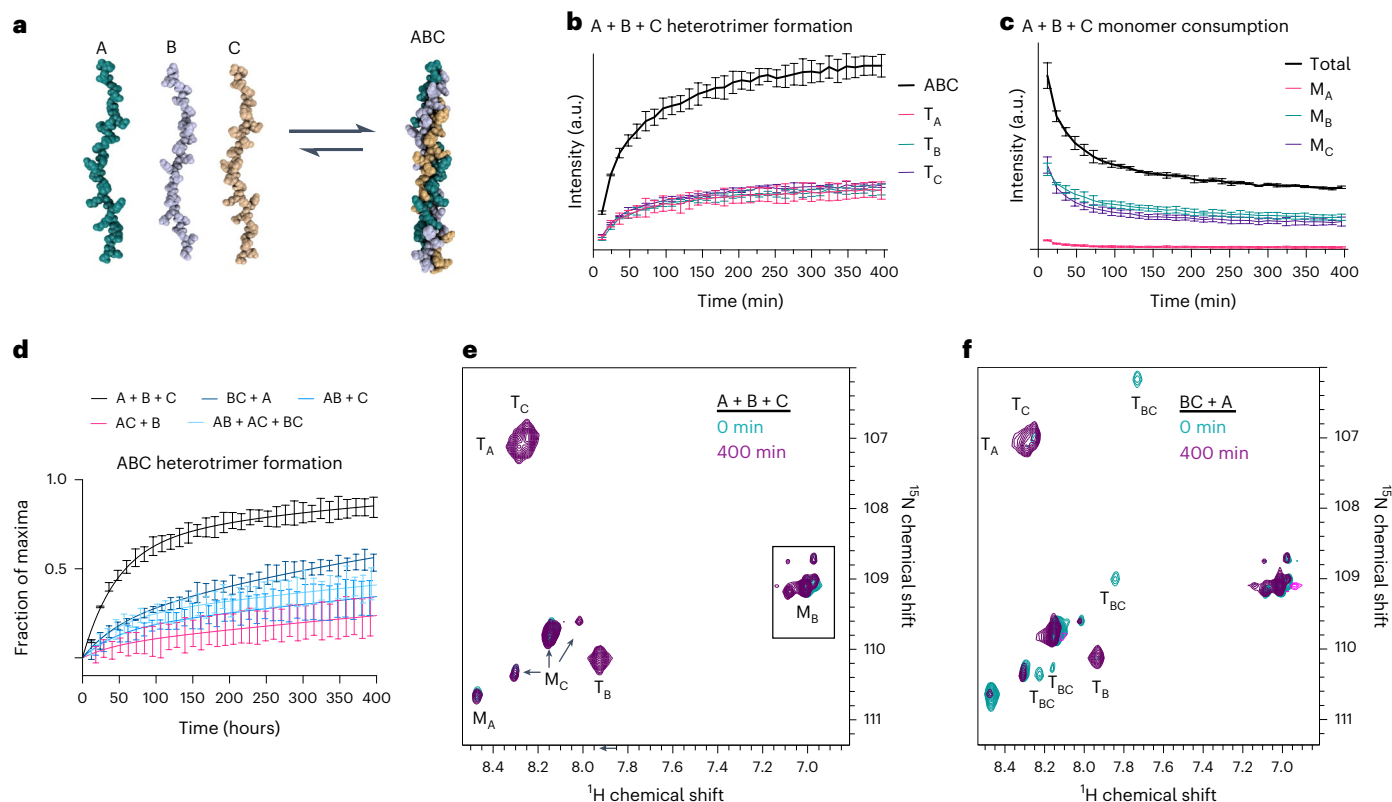 a
A
B
C
ABC
b A + B + C heterotrimer formation
Intensity (a.u.)
ABC
T_A
T_B
T_C
0 50 100 150 200 250 300 350 400
Time (min)
c A + B + C monomer consumption
Intensity (a.u.)
Total
M_A
M_B
M_C
0 50 100 150 200 250 300 350 400
Time (min)
d
A + B + C BC + A AB + C
AC + B AB + AC + BC
ABC heterotrimer formation
Fraction of maxima
1.0
0.5
0 50 100 150 200 250 300 350 400
Time (hours)
e
T_C
T_A
A + B + C
0 min
400 min
M_B
M_C
T_B
M_A
107
108
109
110
111
15N chemical shift
8.4 8.2 8.0 7.8 7.6 7.4 7.2 7.0
1H chemical shift
f
T_BC
T_C
T_A
BC + A
0 min
400 min
T_BC
T_BC
T_BC
T_B
107
108
109
110
111
15N chemical shift
8.4 8.2 8.0 7.8 7.6 7.4 7.2 7.0
1H chemical shift